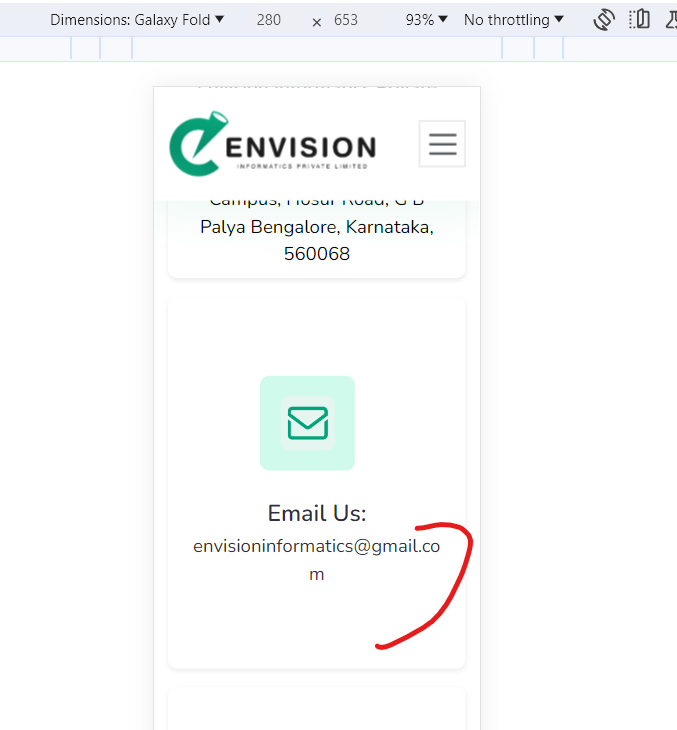 Dimensions: Galaxy Fold 280 × 653 93% No throttling
ENVISION
INFORMATICS PRIVATE LIMITED
Campus, Hosur Road, G B
Palya Bengalore, Karnataka,
560068
Email Us:
envisioninformatics@gmail.co
m